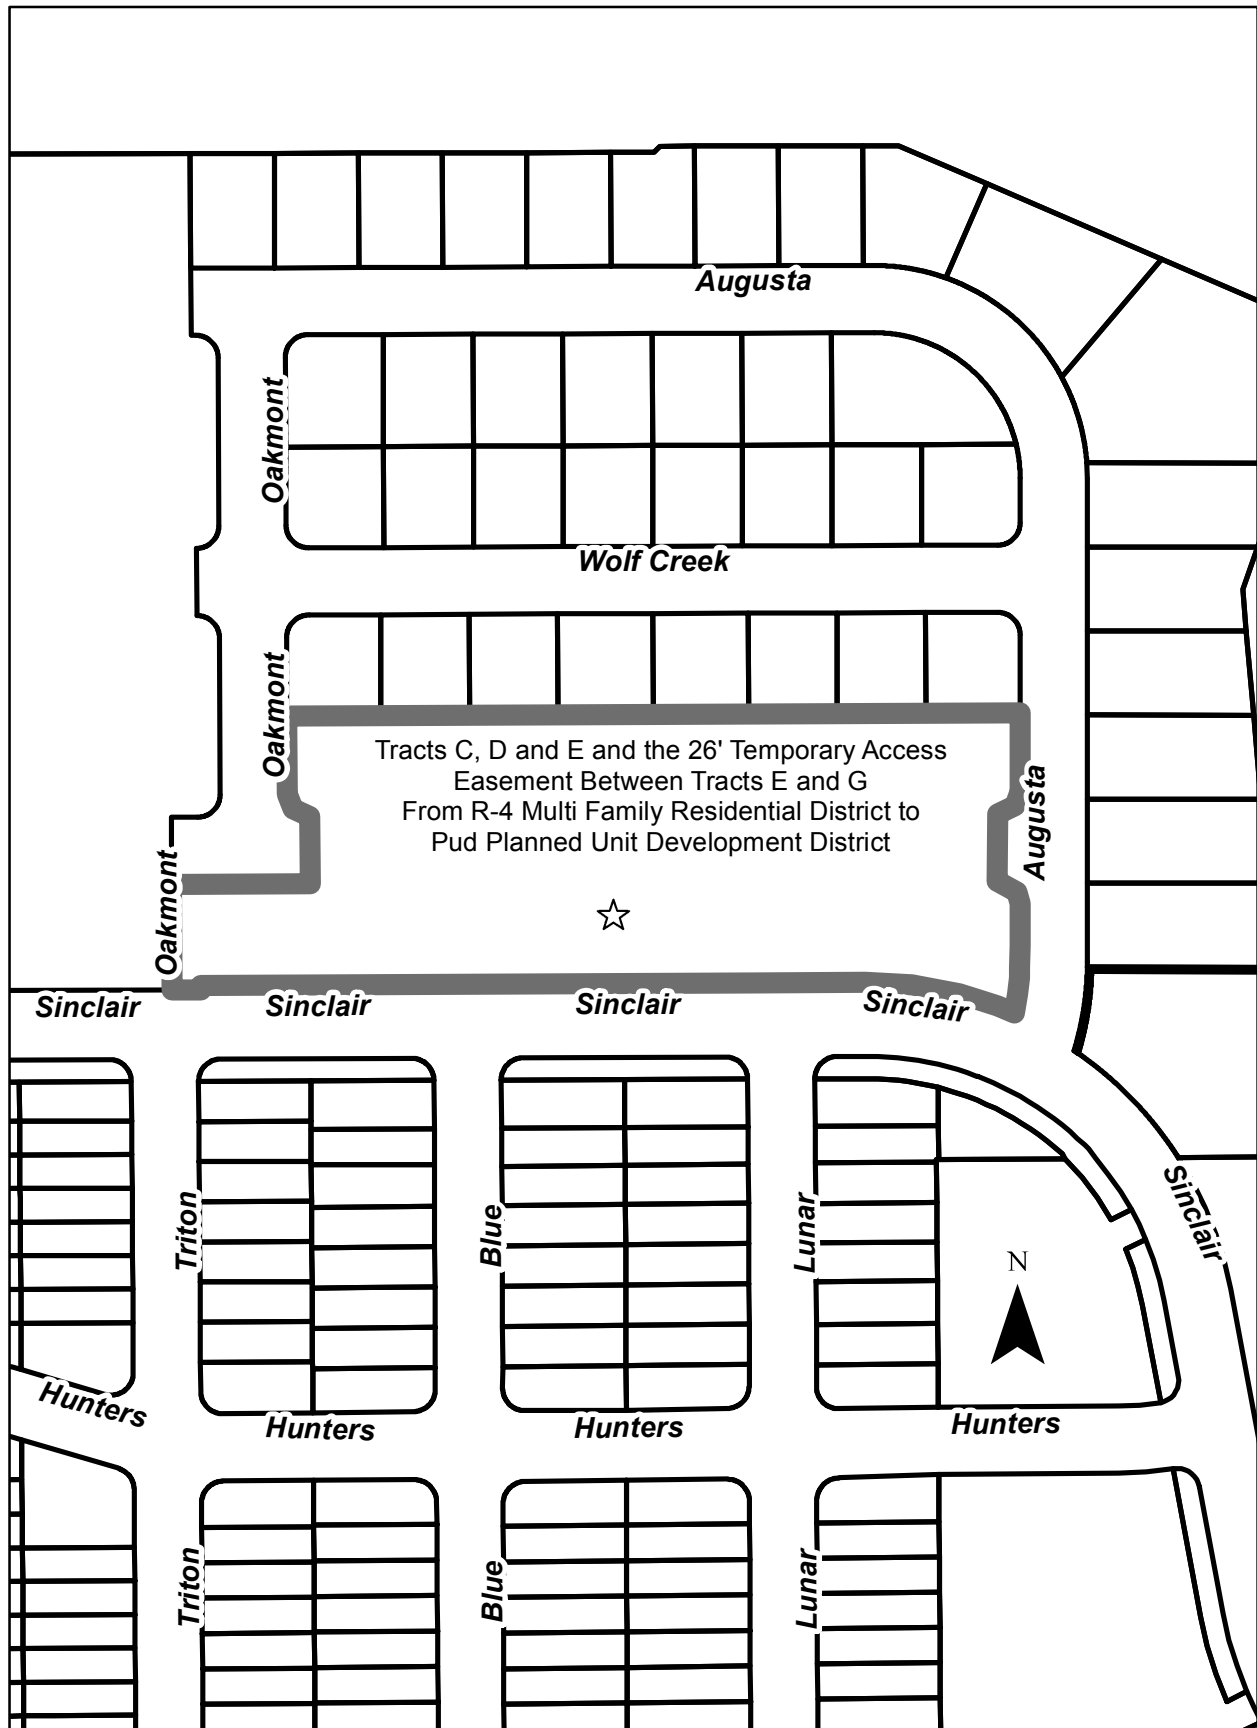 Augusta
Oakmont
Wolf Creek
Oakmont
Tracts C, D and E and the 26' Temporary Access
Easement Between Tracts E and G
From R-4 Multi Family Residential District to
Pud Planned Unit Development District
Augusta
Oakmont
Sinclair
Sinclair
Sinclair
Sinclair
Sinclair
Triton
Blue
Lunar
N
Hunters
Hunters
Hunters
Hunters
Triton
Blue
Lunar